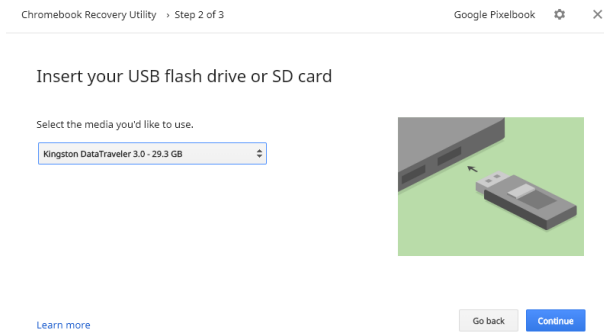 Chromebook Recovery Utility › Step 2 of 3
Google Pixelbook
Insert your USB flash drive or SD card
Select the media you'd like to use.
Kingston DataTraveler 3.0 - 29.3 GB
Learn more
Go back
Continue